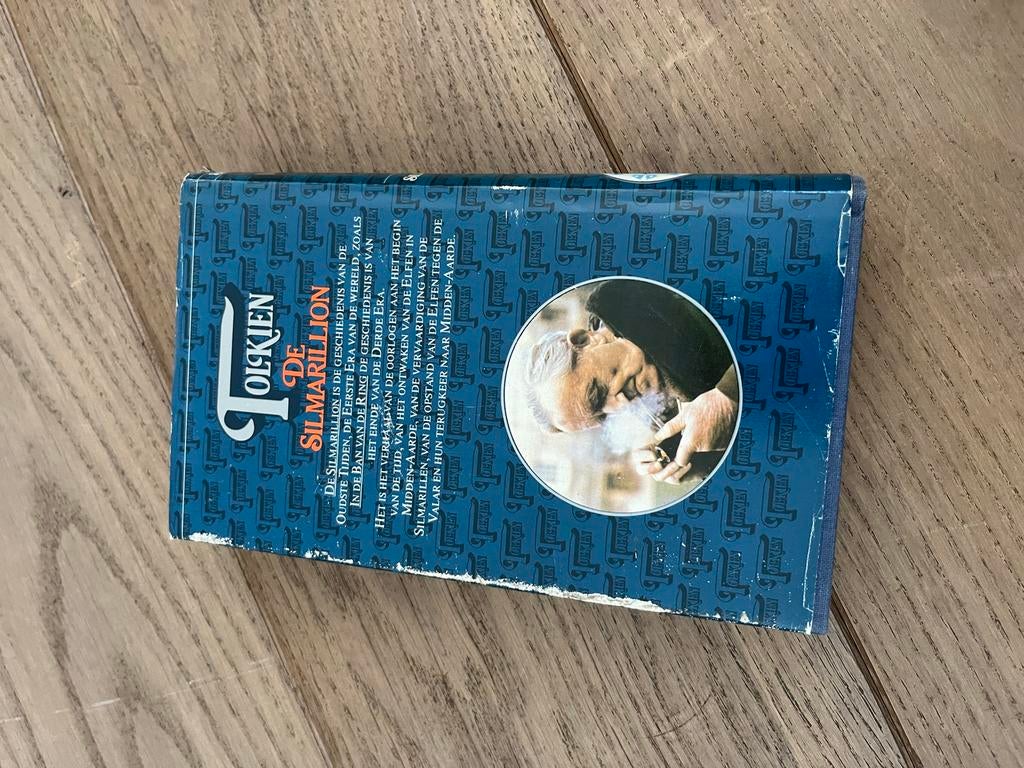 Tolkien
De
Silmarillion
De Silmarillion is de geschiedenis van de
Oudste Tijden, de Eerste Era van de wereld, zoals
In de Ban van de Ring de geschiedenis is van
het einde van de Derde Era.
Het is het verhaal van de oorlogen aan het begin
van de tijd, van het ontwaken van de Elfen in
Midden-Aarde, van de vervaardiging van de
Silmarillen, van de opstand van de Elfen tegen de
Valar en hun terugkeer naar Midden-Aarde.